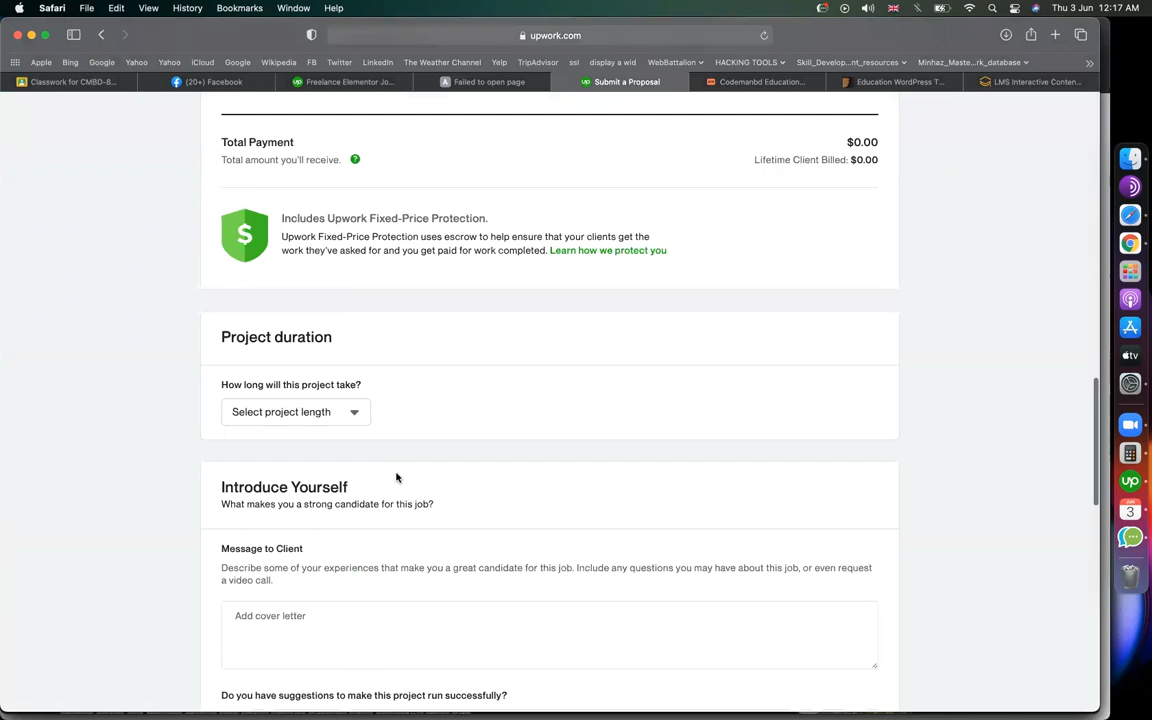 Safari File Edit View History Bookmarks Window Help Thu 3 Jun 12:17 AM
upwork.com
Apple Bing Google Yahoo Yahoo iCloud Google Wikipedia FB Twitter LinkedIn The Weather Channel Yelp TripAdvisor ssl display a wid WebBattalion HACKING TOOLS Skill_Develop...nt_resources Minhaz_Maste...rk_database
Classwork for CMBD-8... (20+) Facebook Freelance Elementor Jo... Failed to open page Submit a Proposal Codemanbd Education... Education WordPress T... LMS Interactive Conten...
Total Payment $0.00
Total amount you'll receive. ? Lifetime Client Billed: $0.00
$ Includes Upwork Fixed-Price Protection.
Upwork Fixed-Price Protection uses escrow to help ensure that your clients get the
work they've asked for and you get paid for work completed. Learn how we protect you
Project duration
How long will this project take?
Select project length
Introduce Yourself
What makes you a strong candidate for this job?
Message to Client
Describe some of your experiences that make you a great candidate for this job. Include any questions you may have about this job, or even request
a video call.
Add cover letter
Do you have suggestions to make this project run successfully?
tv
up
JUN
3